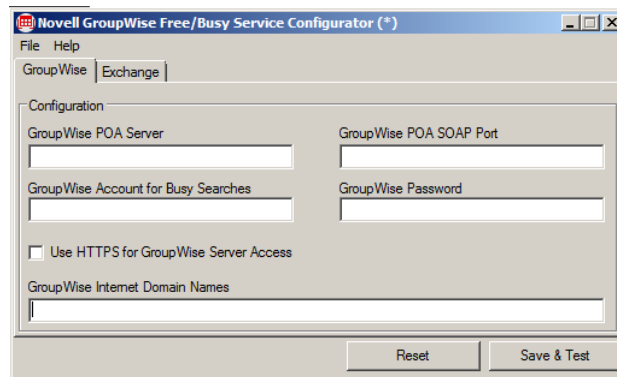 Novell GroupWise Free/Busy Service Configurator (*)
File Help
GroupWise Exchange
Configuration
GroupWise POA Server GroupWise POA SOAP Port
GroupWise Account for Busy Searches GroupWise Password
Use HTTPS for GroupWise Server Access
GroupWise Internet Domain Names
Reset Save & Test